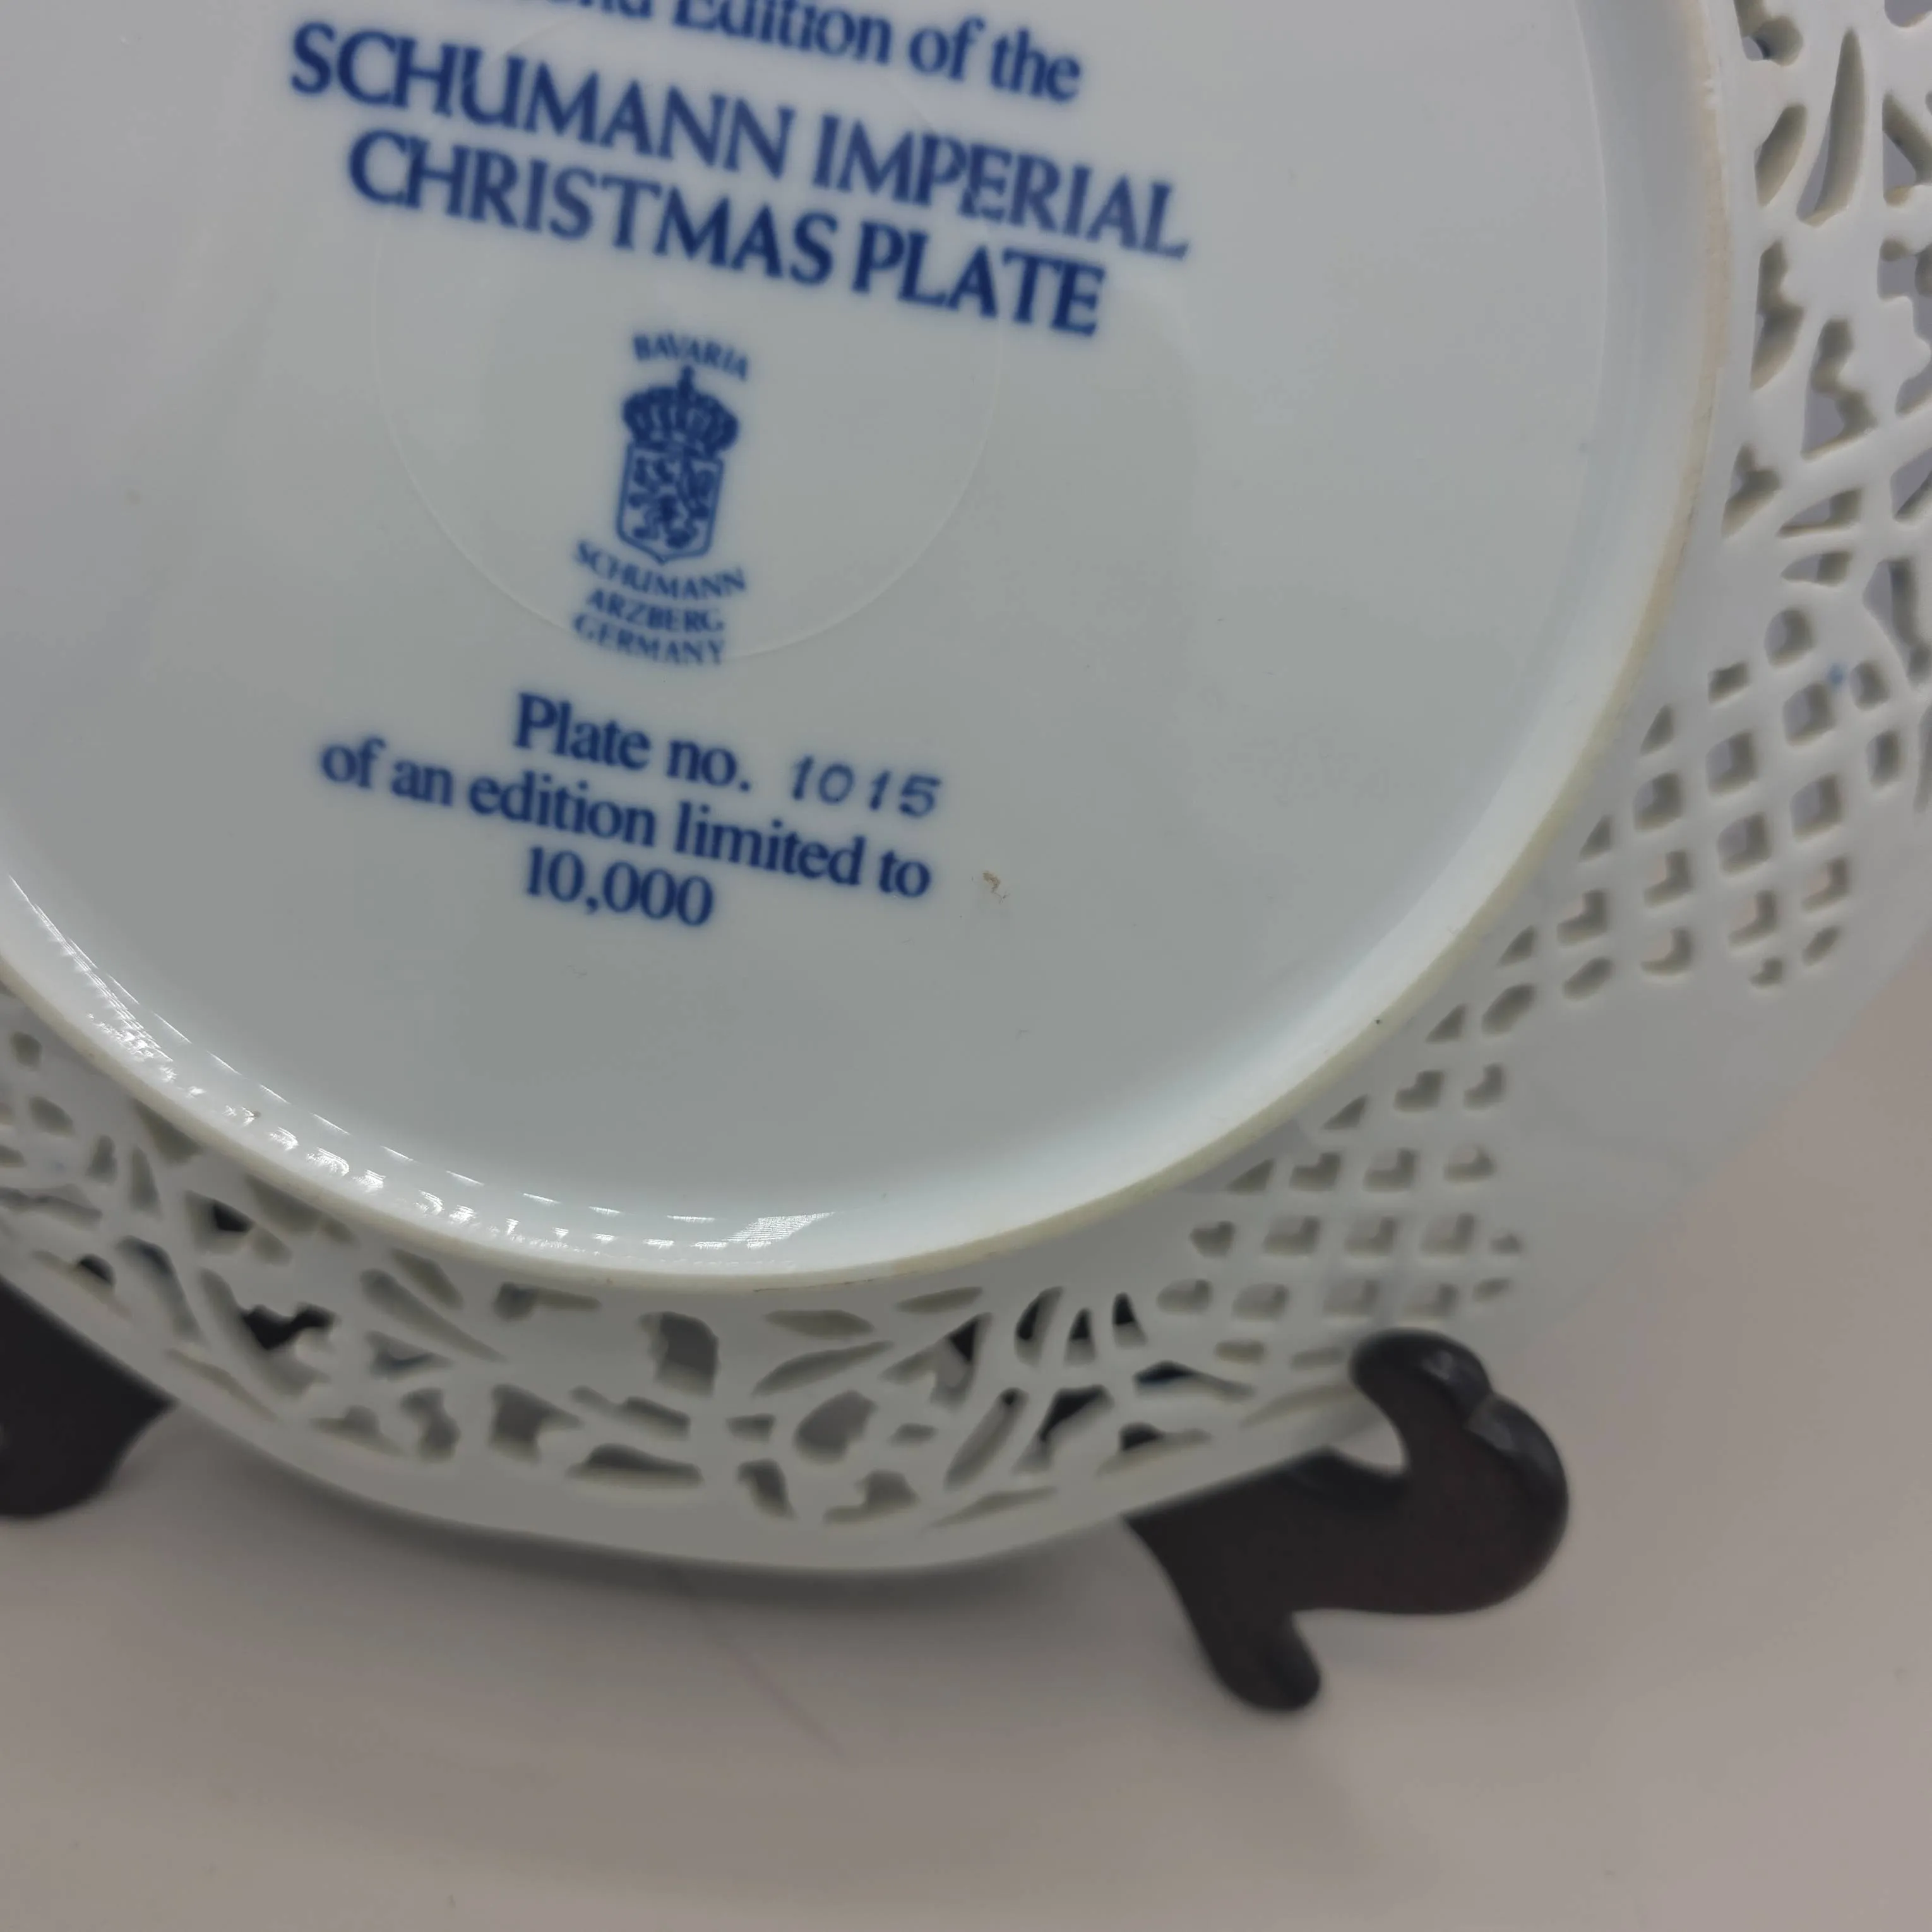 Edition of the
SCHUMANN IMPERIAL
CHRISTMAS PLATE
BAVARIA
SCHUMANN
ARZBERG
GERMANY
Plate no. 1015
of an edition limited to
10,000